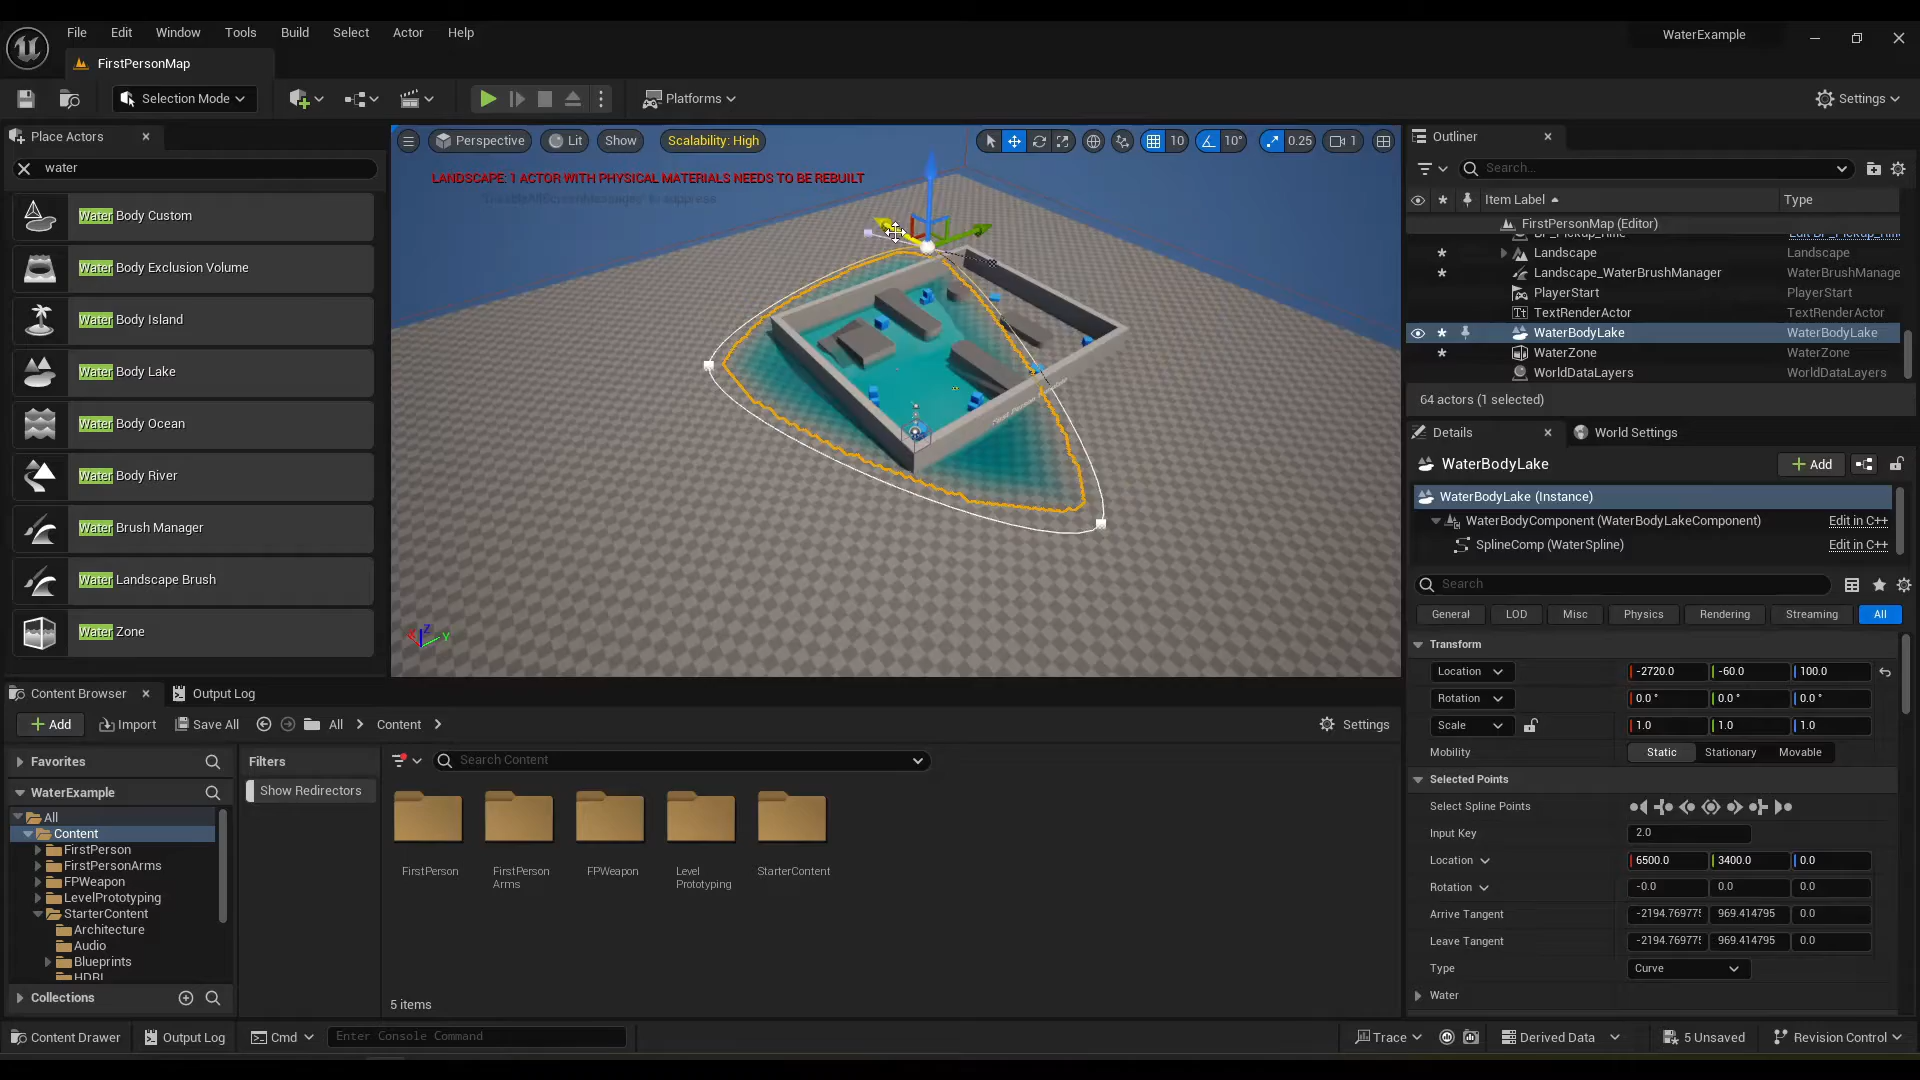 File Edit Window Tools Build Select Actor Help
WaterExample
FirstPersonMap
Selection Mode
Platforms
Settings
Place Actors
water
Water Body Custom
Water Body Exclusion Volume
Water Body Island
Water Body Lake
Water Body Ocean
Water Body River
Water Brush Manager
Water Landscape Brush
Water Zone
Perspective Lit Show Scalability: High
10 10° 0.25 1
LANDSCAPE: 1 ACTOR WITH PHYSICAL MATERIALS NEEDS TO BE REBUILT
'DisableAllScreenMessages' to suppress
X Z Y
Outliner
Search...
Item Label Type
FirstPersonMap (Editor)
Landscape Landscape
Landscape_WaterBrushManager WaterBrushManage
PlayerStart PlayerStart
TextRenderActor TextRenderActor
WaterBodyLake WaterBodyLake
WaterZone WaterZone
WorldDataLayers WorldDataLayers
64 actors (1 selected)
Details World Settings
WaterBodyLake Add
WaterBodyLake (Instance)
WaterBodyComponent (WaterBodyLakeComponent) Edit in C++
SplineComp (WaterSpline) Edit in C++
Search
General LOD Misc Physics Rendering Streaming All
Transform
Location -2720.0 -60.0 100.0
Rotation 0.0 ° 0.0 ° 0.0 °
Scale 1.0 1.0 1.0
Mobility Static Stationary Movable
Selected Points
Select Spline Points
Input Key 2.0
Location 6500.0 3400.0 0.0
Rotation -0.0 0.0 0.0
Arrive Tangent -2194.769775 969.414795 0.0
Leave Tangent -2194.769775 969.414795 0.0
Type Curve
Water
Content Browser Output Log
Add Import Save All All Content Settings
Favorites
WaterExample
All
Content
FirstPerson
FirstPersonArms
FPWeapon
LevelPrototyping
StarterContent
Architecture
Audio
Blueprints
HDRI
Collections
Filters
Show Redirectors
Search Content
FirstPerson
FirstPerson
Arms
FPWeapon
Level
Prototyping
StarterContent
5 items
Content Drawer Output Log Cmd Enter Console Command Trace Derived Data 5 Unsaved Revision Control